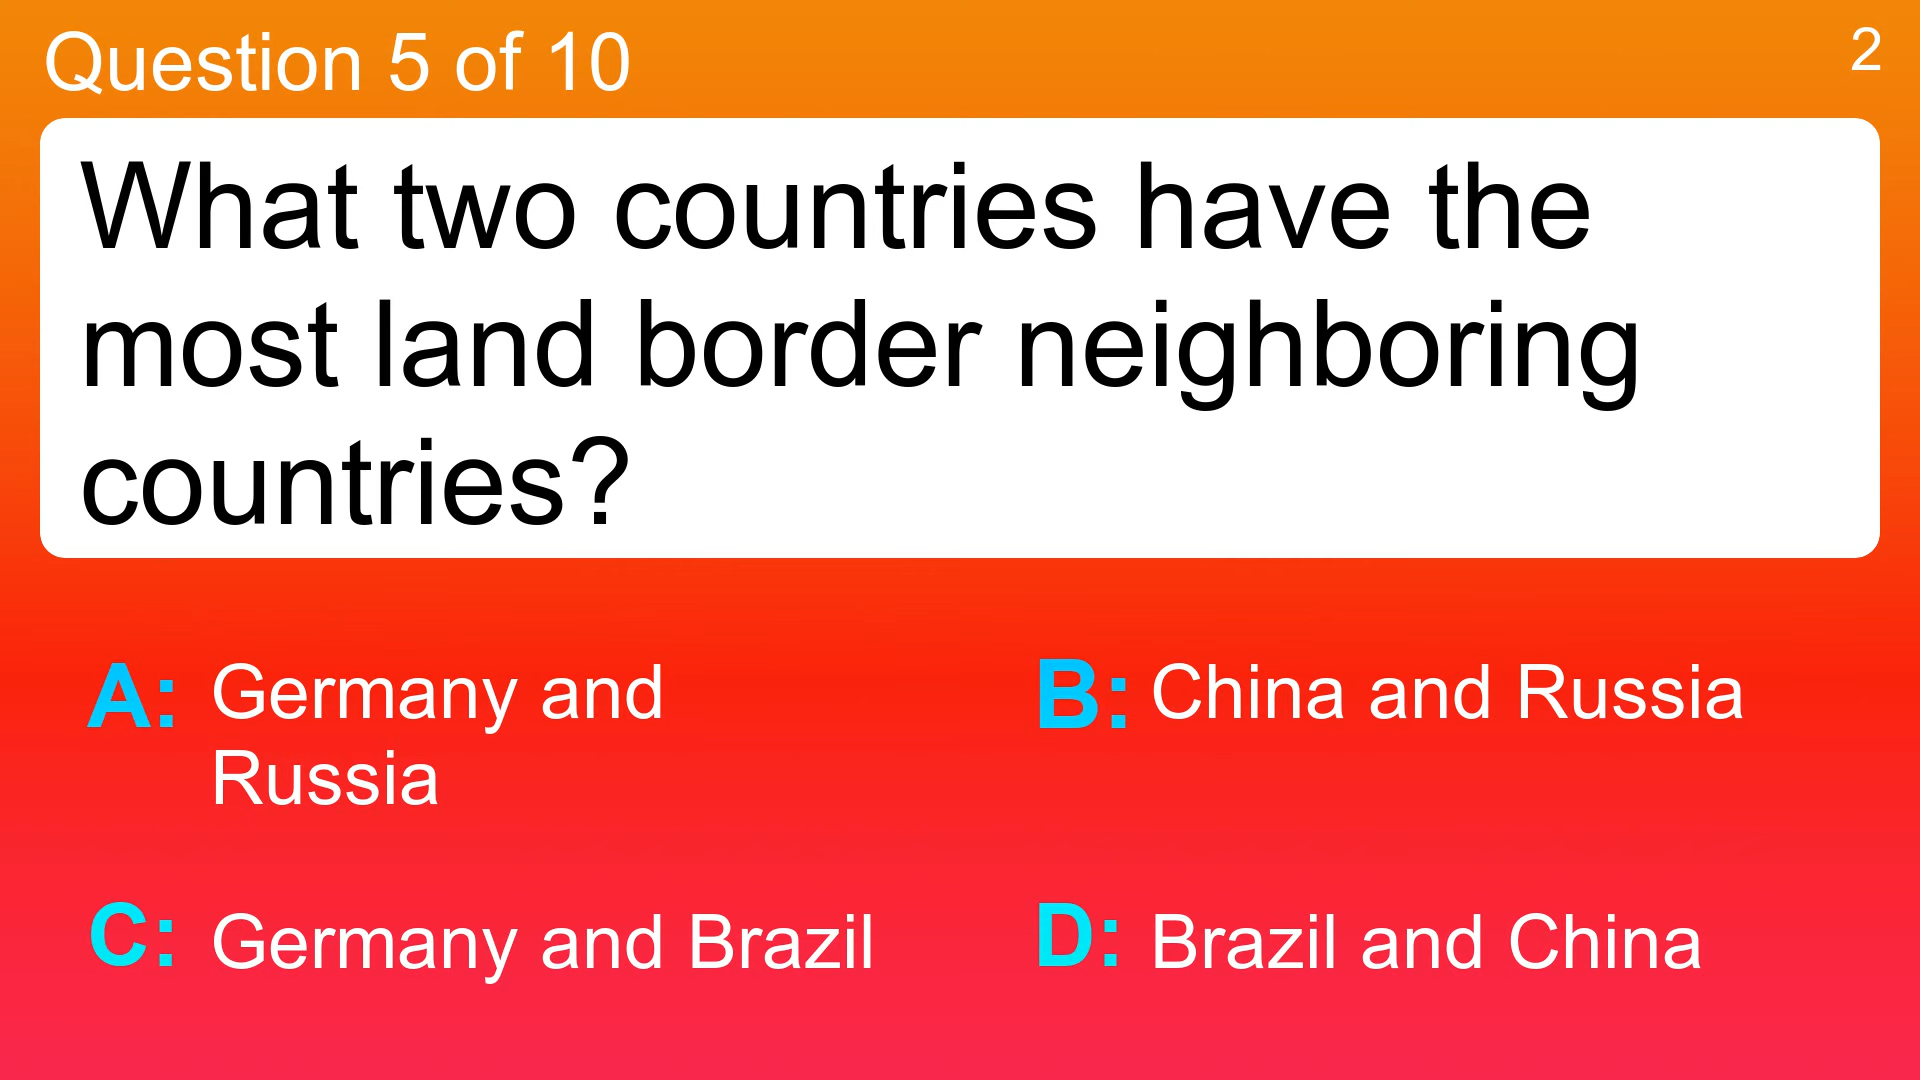 Question 5 of 10
2
What two countries have the
most land border neighboring
countries?
A: Germany and
Russia
B: China and Russia
C: Germany and Brazil
D: Brazil and China